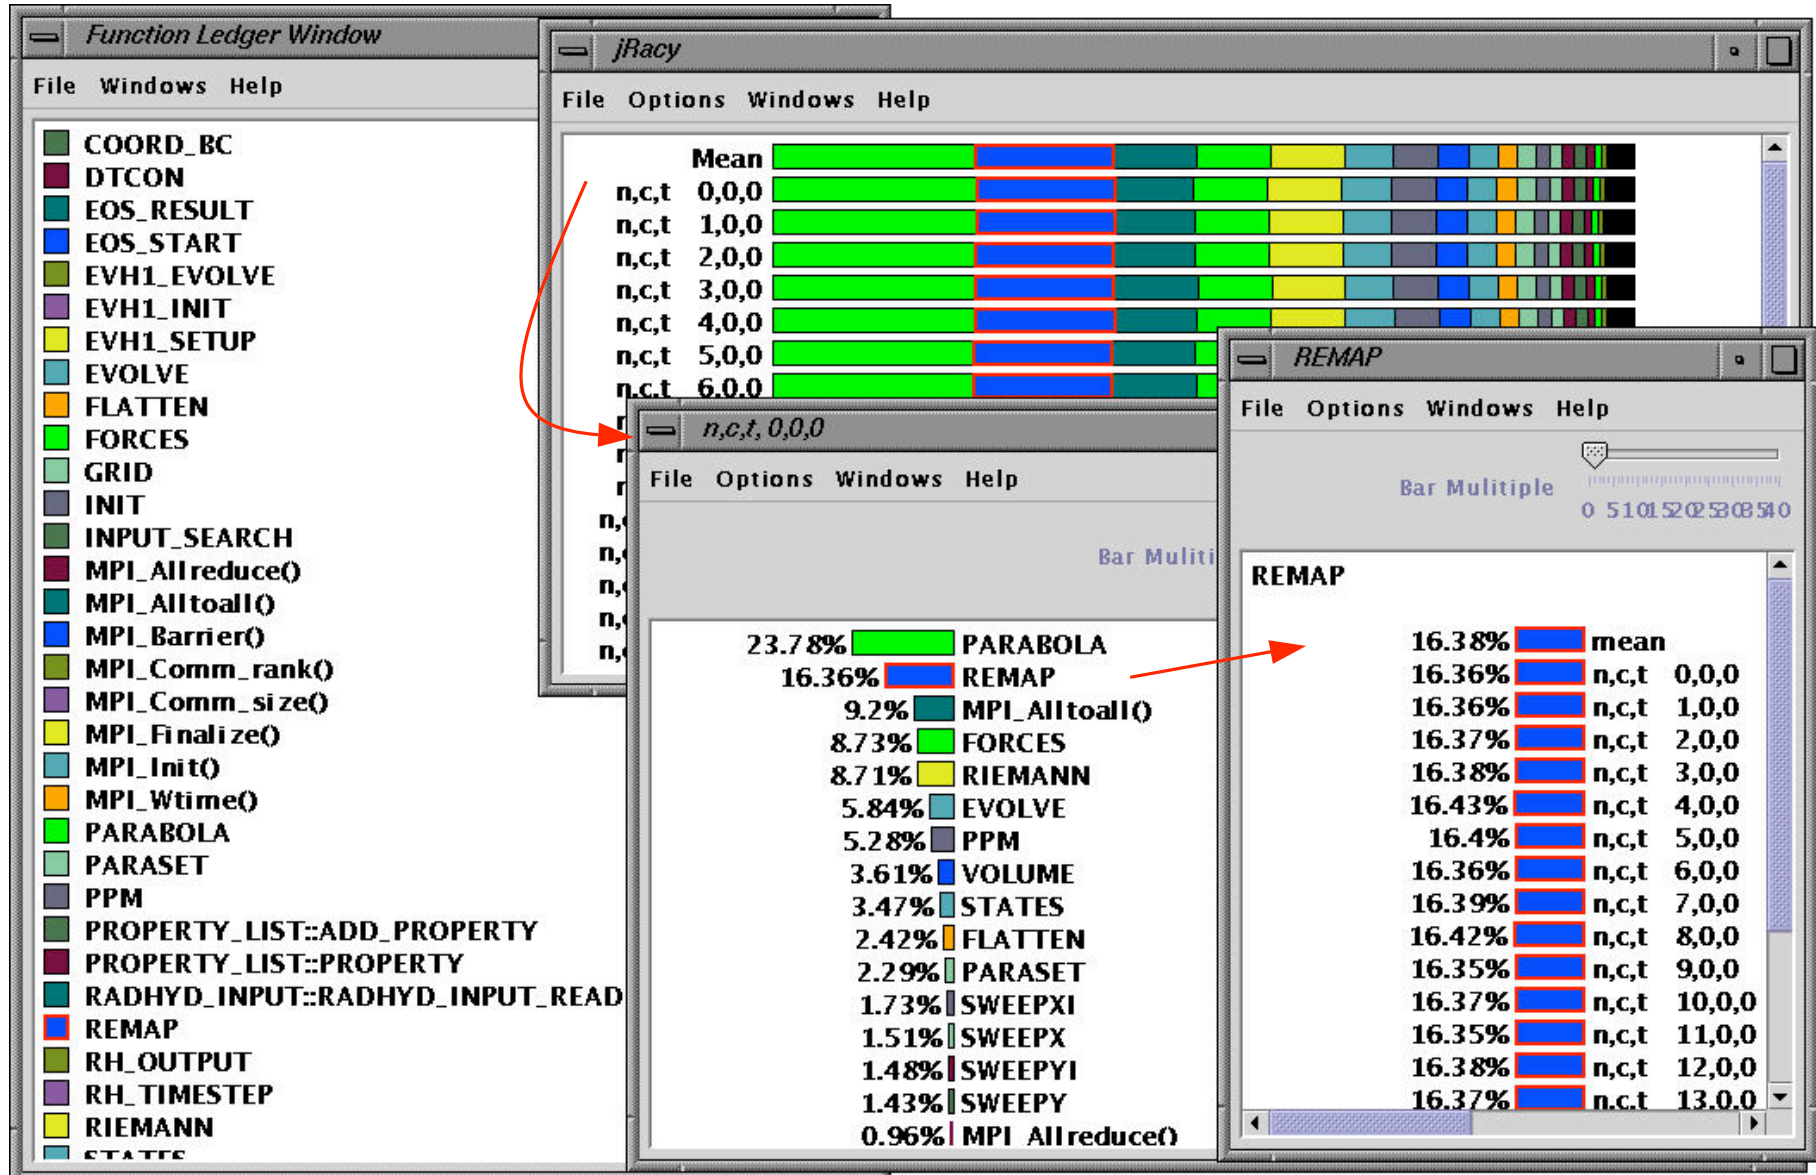 Function Ledger Window
File Windows Help
COORD_BC
DTCON
EOS_RESULT
EOS_START
EVH1_EVOLVE
EVH1_INIT
EVH1_SETUP
EVOLVE
FLATTEN
FORCES
GRID
INIT
INPUT_SEARCH
MPI_Allreduce()
MPI_Alltoall()
MPI_Barrier()
MPI_Comm_rank()
MPI_Comm_size()
MPI_Finalize()
MPI_Init()
MPI_Wtime()
PARABOLA
PARASET
PPM
PROPERTY_LIST::ADD_PROPERTY
PROPERTY_LIST::PROPERTY
RADHYD_INPUT::RADHYD_INPUT_READ
REMAP
RH_OUTPUT
RH_TIMESTEP
RIEMANN
STATES
jRacy
File Options Windows Help
Mean
n,c,t 0,0,0
n,c,t 1,0,0
n,c,t 2,0,0
n,c,t 3,0,0
n,c,t 4,0,0
n,c,t 5,0,0
n,c,t 6,0,0
n,c,t, 0,0,0
File Options Windows Help
Bar Muliti
23.78% PARABOLA
16.36% REMAP
9.2% MPI_Alltoall()
8.73% FORCES
8.71% RIEMANN
5.84% EVOLVE
5.28% PPM
3.61% VOLUME
3.47% STATES
2.42% FLATTEN
2.29% PARASET
1.73% SWEEPXI
1.51% SWEEPX
1.48% SWEEPYI
1.43% SWEEPY
0.96% MPI_Allreduce()
REMAP
File Options Windows Help
Bar Mulitiple
0 5 10 15 20 25 30 35 40
REMAP
16.38% mean
16.36% n,c,t 0,0,0
16.36% n,c,t 1,0,0
16.37% n,c,t 2,0,0
16.38% n,c,t 3,0,0
16.43% n,c,t 4,0,0
16.4% n,c,t 5,0,0
16.36% n,c,t 6,0,0
16.39% n,c,t 7,0,0
16.42% n,c,t 8,0,0
16.35% n,c,t 9,0,0
16.37% n,c,t 10,0,0
16.35% n,c,t 11,0,0
16.38% n,c,t 12,0,0
16.37% n,c,t 13,0,0